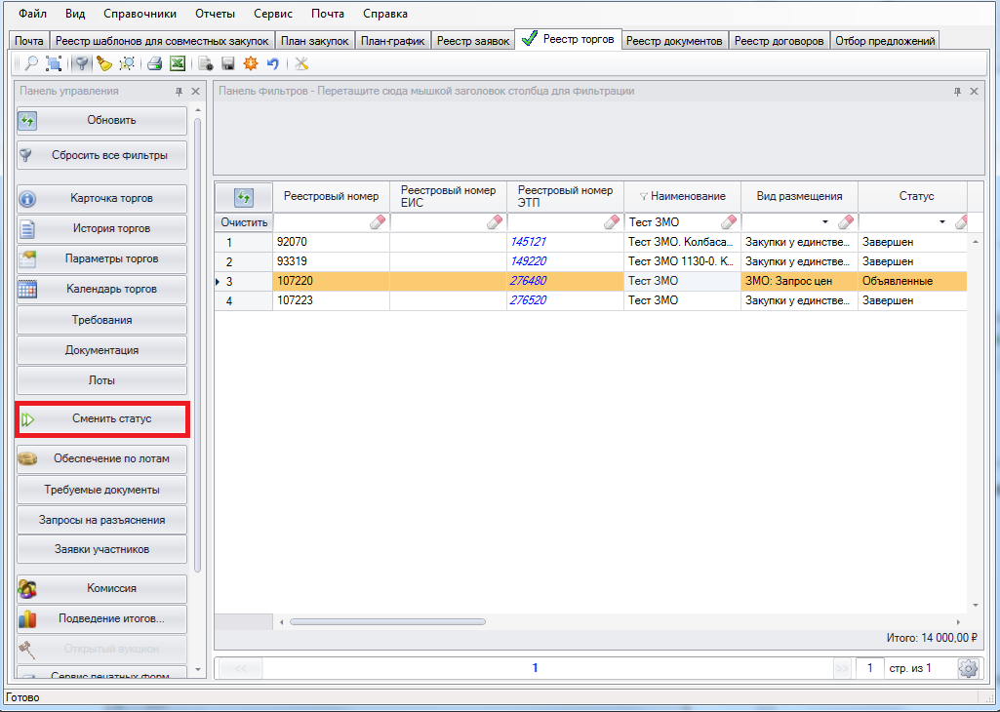 Файл Вид Справочники Отчеты Сервис Почта Справка
Почта Реестр шаблонов для совместных закупок План закупок План-график Реестр заявок Реестр торгов Реестр документов Реестр договоров Отбор предложений
Панель управления
Обновить
Сбросить все фильтры
Карточка торгов
История торгов
Параметры торгов
Календарь торгов
Требования
Документация
Лоты
Сменить статус
Обеспечение по лотам
Требуемые документы
Запросы на разъяснения
Заявки участников
Комиссия
Подведение итогов...
Открытый аукцион
Сервис печатных форм
Панель Фильтров - Перетащите сюда мышкой заголовок столбца для фильтрации
Реестровый номер Реестровый номер ЕИС Реестровый номер ЭТП Наименование Вид размещения Статус
Очистить Тест ЗМО
1 92070 145121 Тест ЗМО. Колбаса... Закупки у единстве... Завершен
2 93319 149220 Тест ЗМО 1130-0. К... Закупки у единстве... Завершен
3 107220 276480 Тест ЗМО ЗМО: Запрос цен Объявленные
4 107223 276520 Тест ЗМО Закупки у единстве... Завершен
Итого: 14 000,00 ₽
<< 1 >> 1 стр. из 1
Готово